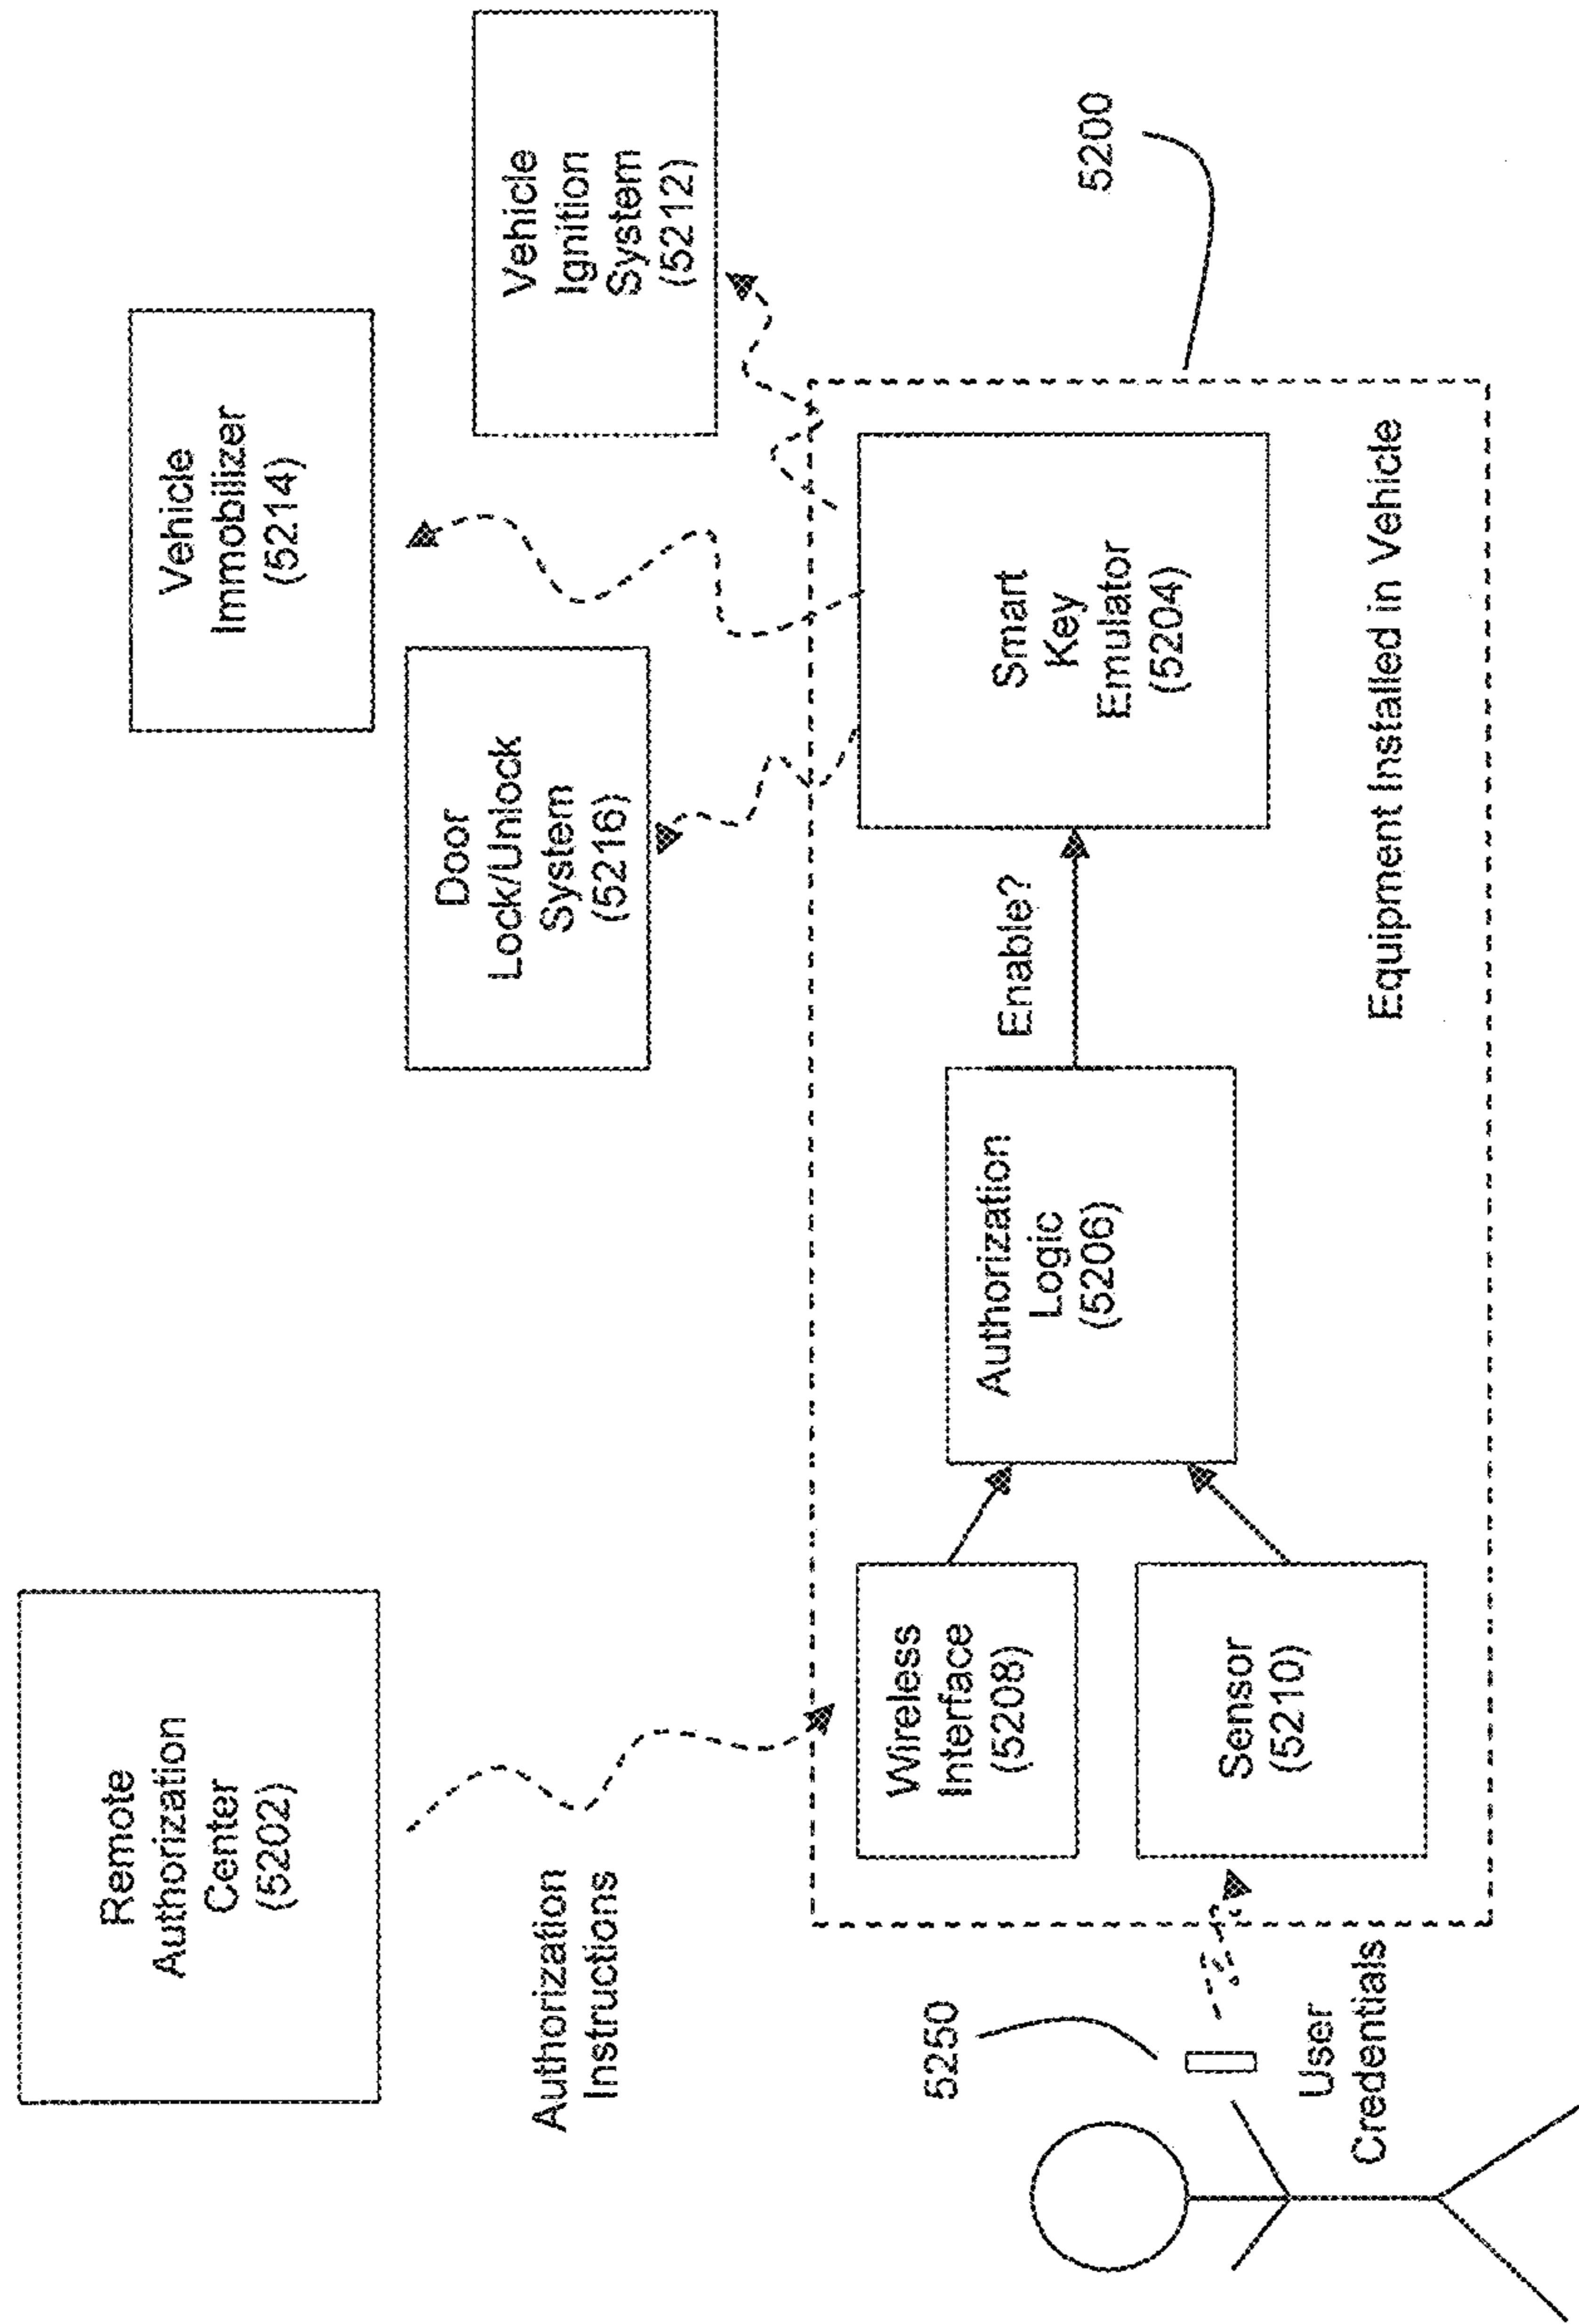 Remote
Authorization
Center
(5202)
Authorization
Instructions
Vehicle
Immobilizer
(5214)
Door
Lock/Unlock
System
(5216)
Vehicle
Ignition
System
(5212)
5250
User
Credentials
Wireless
Interface
(5208)
Sensor
(5210)
Authorization
Logic
(5206)
Enable?
Smart
Key
Emulator
(5204)
5200
Equipment Installed in Vehicle